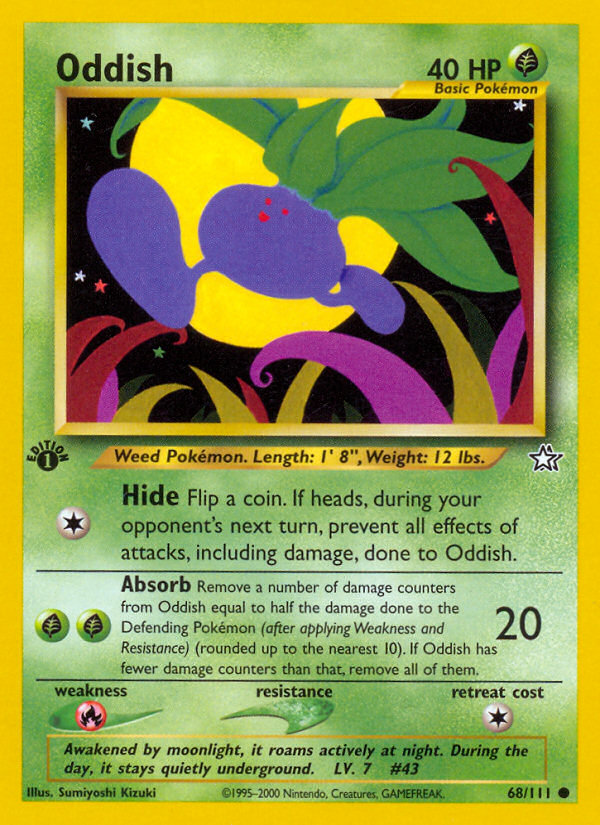 Oddish
40 HP
Basic Pokémon
EDITION
1
Weed Pokémon. Length: 1' 8", Weight: 12 lbs.
Hide Flip a coin. If heads, during your
opponent's next turn, prevent all effects of
attacks, including damage, done to Oddish.
Absorb Remove a number of damage counters
from Oddish equal to half the damage done to the
Defending Pokémon (after applying Weakness and
Resistance) (rounded up to the nearest 10). If Oddish has
fewer damage counters than that, remove all of them.
20
weakness resistance retreat cost
Awakened by moonlight, it roams actively at night. During the
day, it stays quietly underground. LV. 7 #43
Illus. Sumiyoshi Kizuki ©1995-2000 Nintendo, Creatures, GAMEFREAK. 68/111